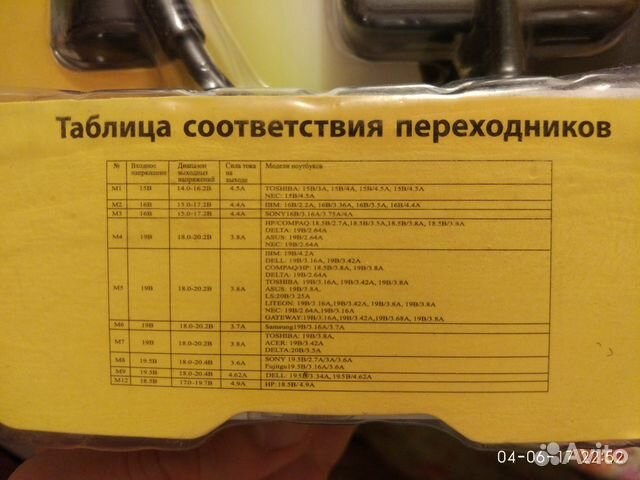 Таблица соответствия переходников
№ Входное напряжение Диапазон выходных напряжений Сила тока на выходе Модели ноутбуков
M1 15В 14.0-16.2В 4.5А TOSHIBA: 15В/3А, 15В/4А, 15В/4.5А, 15В/4.5А
NEC: 15В/4.5А
M2 16В 15.0-17.2В 4.4А IBM: 16В/2.2А, 16В/3.36А, 16В/3.5А, 16В/4.4А
M3 16В 15.0-17.2В 4.4А SONY16В/3.16А/3.75А/4А
M4 19В 18.0-20.2В 3.8А HP/COMPAQ: 18.5В/2.7А,18.5В/3.5А,18.5В/3.8А, 18.5В/3.8А
DELTA: 19В/2.64А
ASUS: 19В/2.64А
NEC: 19В/2.64А
M5 19В 18.0-20.2В 3.8А IBM: 19В/4.2А
DELL: 19В/3.16А, 19В/3.42А
COMPAQ/HP: 18.5В/3.8А, 19В/3.8А
DELTA: 19В/2.64А
TOSHIBA: 19В/3.16А, 19В/3.42А, 19В/3.8А
ASUS: 19В/3.8А,
LS:20В/3.25А
LITEON: 19В/3.16А, 19В/3.42А, 19В/3.8А, 19В/3.8А
NEC: 19В/2.64А,19В/3.16А
GATEWAY:19В/3.16А,19В/3.42А,19В/3.68А, 19В/3.8А
M6 19В 18.0-20.2В 3.7А Samsung19В/3.16А/3.7А
M7 19В 18.0-20.2В 3.8А TOSHIBA: 19В/3.8А,
ACER: 19В/3.42А
DELTA:20В/3.5А
M8 19.5В 18.0-20.4В 3.6А SONY 19.5В/2.7А/3А/3.6А
Fujitgu19.5В/3.16А/3.6А
M9 19.5В 18.0-20.4В 4.62А DELL: 19.5В/3.34А, 19.5В/4.62А
M12 18.5В 17.0-19.7В 4.9А HP: 18.5В/4.9А
04-06-17 22:52
Avito